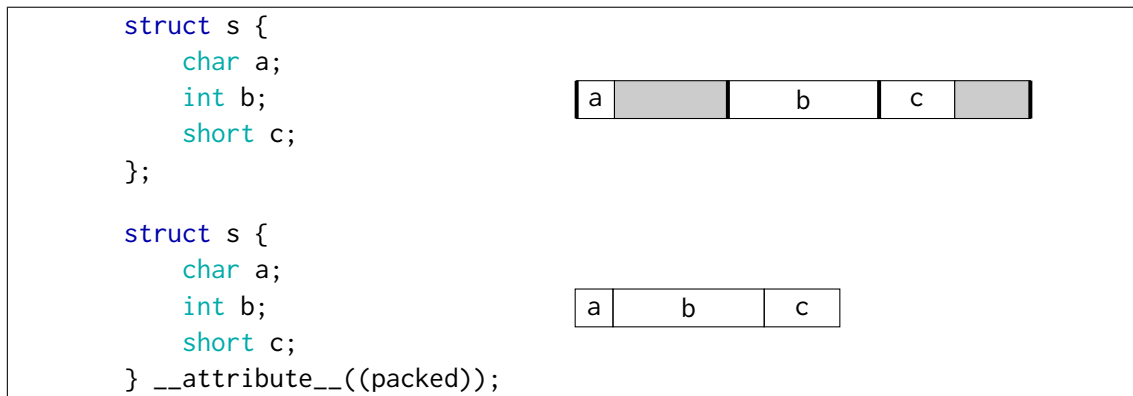 struct s {
    char a;
    int b;
    short c;
};
a b c
struct s {
    char a;
    int b;
    short c;
} __attribute__((packed));
a b c